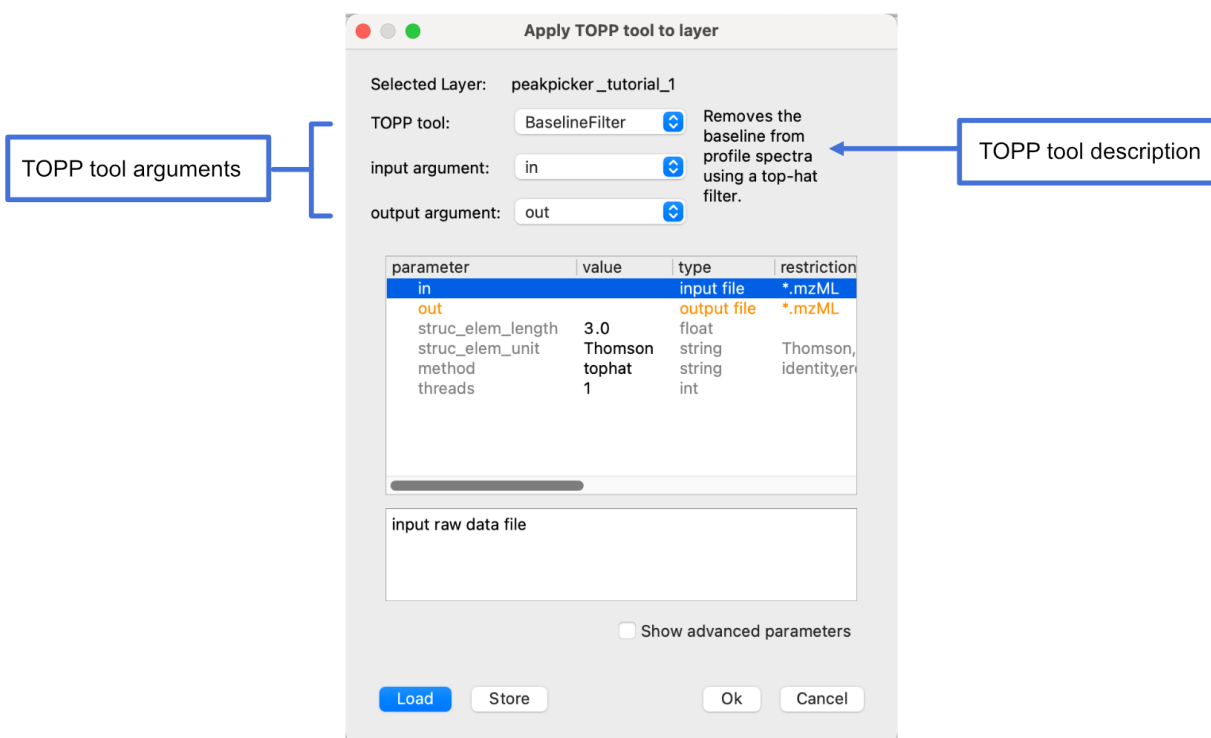 Apply TOPP tool to layer
Selected Layer: peakpicker_tutorial_1
TOPP tool arguments
TOPP tool: BaselineFilter
input argument: in
output argument: out
Removes the
baseline from
profile spectra
using a top-hat
filter.
TOPP tool description
parameter value type restriction
in input file *.mzML
out output file *.mzML
struc_elem_length 3.0 float
struc_elem_unit Thomson string Thomson,
method tophat string identity,er
threads 1 int
input raw data file
Show advanced parameters
Load Store Ok Cancel